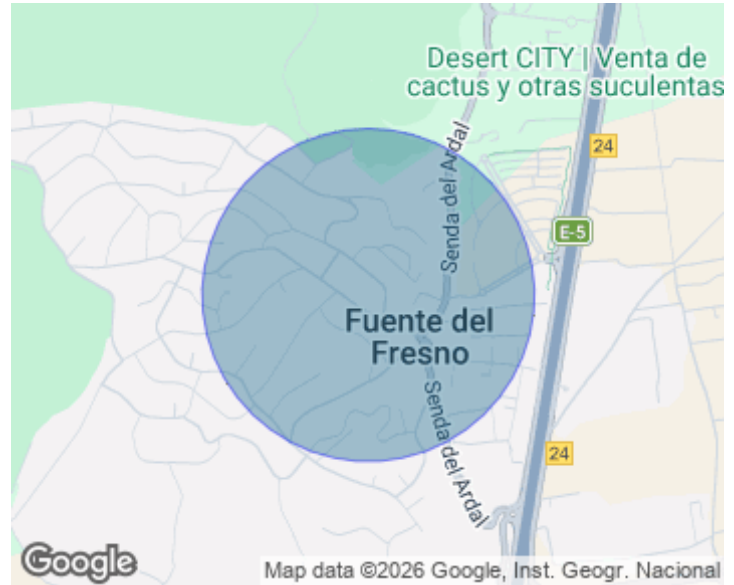 Desert CITY | Venta de
cactus y otras suculentas
24
Senda del Ardal
E-5
Fuente del
Fresno
Senda del Ardal
24
Google
Map data ©2026 Google, Inst. Geogr. Nacional